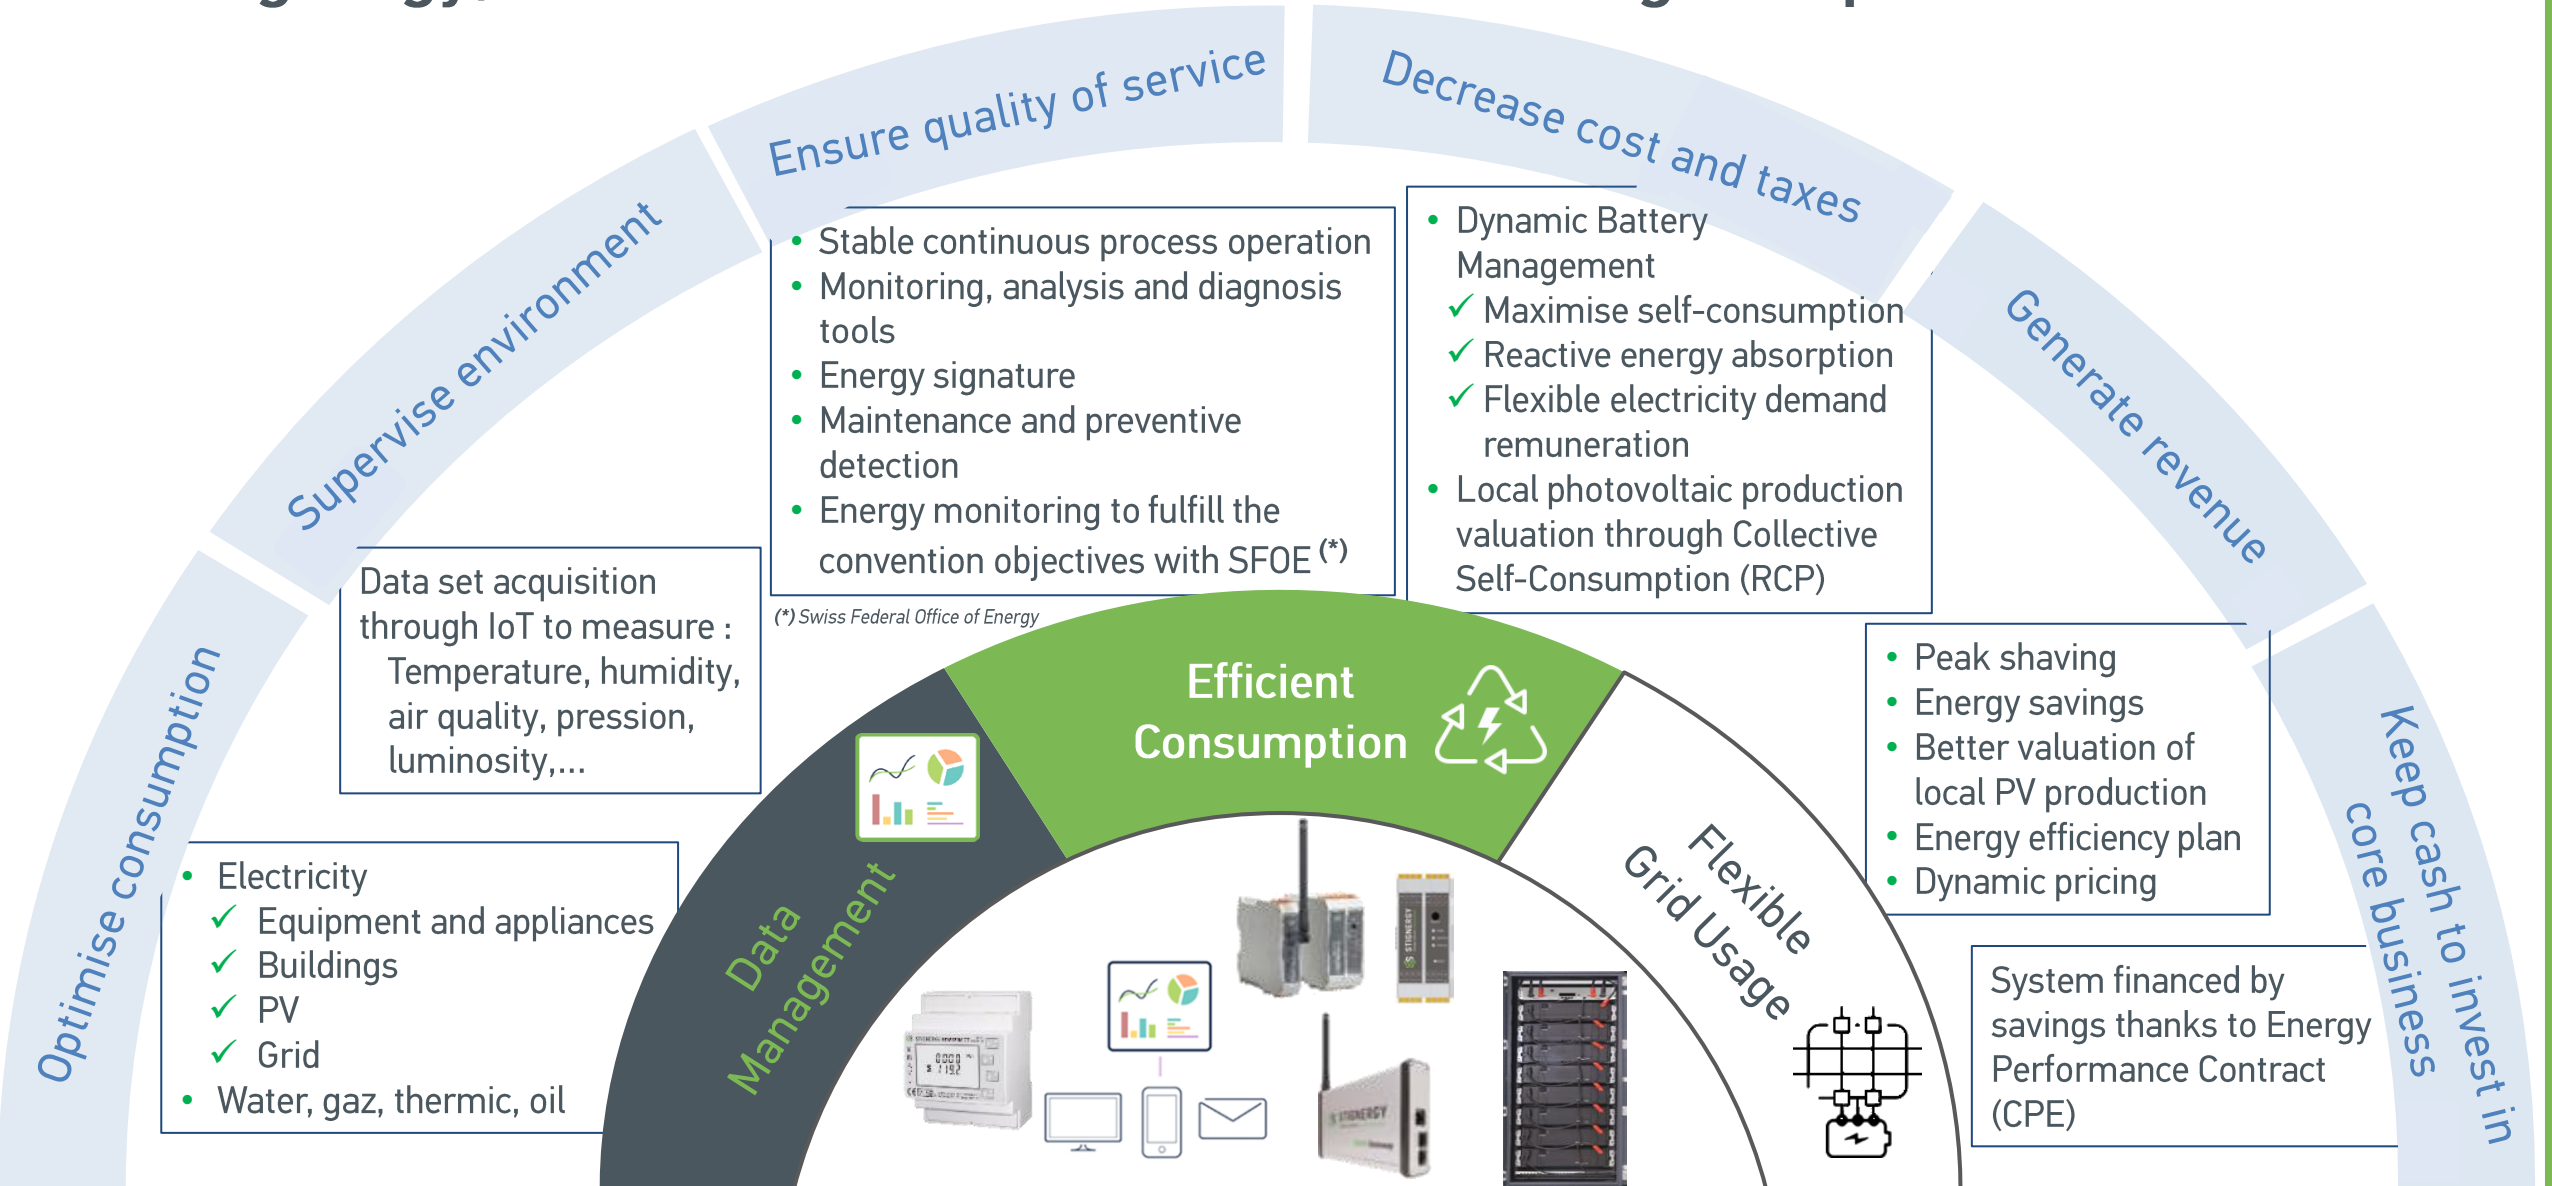 Optimise consumption
Supervise environment
Ensure quality of service
Decrease cost and taxes
Generate revenue
Keep cash to invest in
core business
• Electricity
✓ Equipment and appliances
✓ Buildings
✓ PV
✓ Grid
• Water, gaz, thermic, oil
Data set acquisition
through IoT to measure :
Temperature, humidity,
air quality, pression,
luminosity,...
• Stable continuous process operation
• Monitoring, analysis and diagnosis
tools
• Energy signature
• Maintenance and preventive
detection
• Energy monitoring to fulfill the
convention objectives with SFOE (*)
(*) Swiss Federal Office of Energy
• Dynamic Battery
Management
✓ Maximise self-consumption
✓ Reactive energy absorption
✓ Flexible electricity demand
remuneration
• Local photovoltaic production
valuation through Collective
Self-Consumption (RCP)
• Peak shaving
• Energy savings
• Better valuation of
local PV production
• Energy efficiency plan
• Dynamic pricing
System financed by
savings thanks to Energy
Performance Contract
(CPE)
Data
Management
Efficient
Consumption
Flexible
Grid Usage
STIGNERGY
STIGNERGY